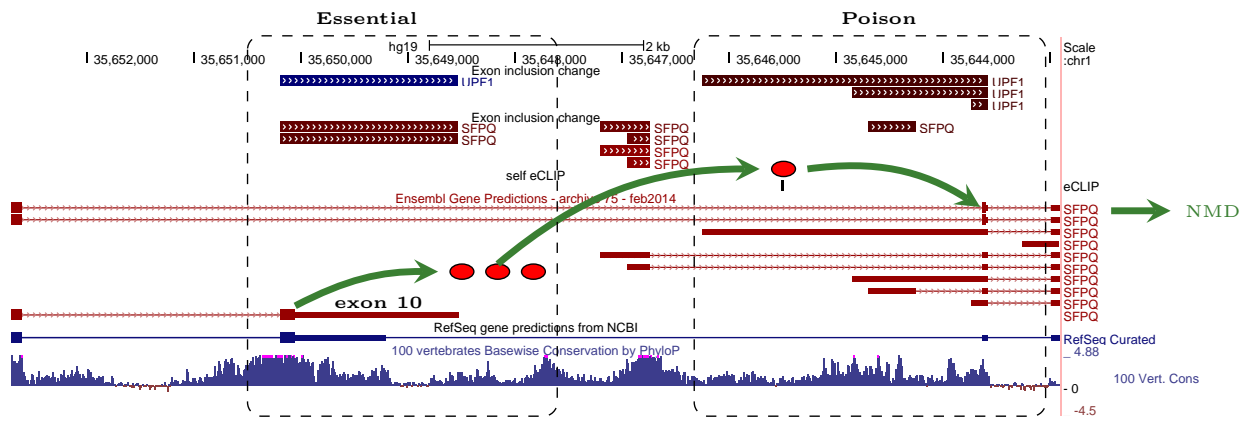 Essential
Poison
hg19 2 kb Scale
35,652,000 35,651,000 35,650,000 35,649,000 35,648,000 35,647,000 35,646,000 35,645,000 35,644,000 :chr1
Exon inclusion change
UPF1 UPF1
UPF1
UPF1
Exon inclusion change
SFPQ SFPQ SFPQ
SFPQ SFPQ
SFPQ
SFPQ
self eCLIP
eCLIP
Ensembl Gene Predictions - archive 75 - feb2014
SFPQ
NMD
SFPQ
SFPQ
SFPQ
SFPQ
SFPQ
SFPQ
SFPQ
SFPQ
exon 10
SFPQ
RefSeq gene predictions from NCBI
RefSeq Curated
100 vertebrates Basewise Conservation by PhyloP
4.88
100 Vert. Cons
- 0
-4.5